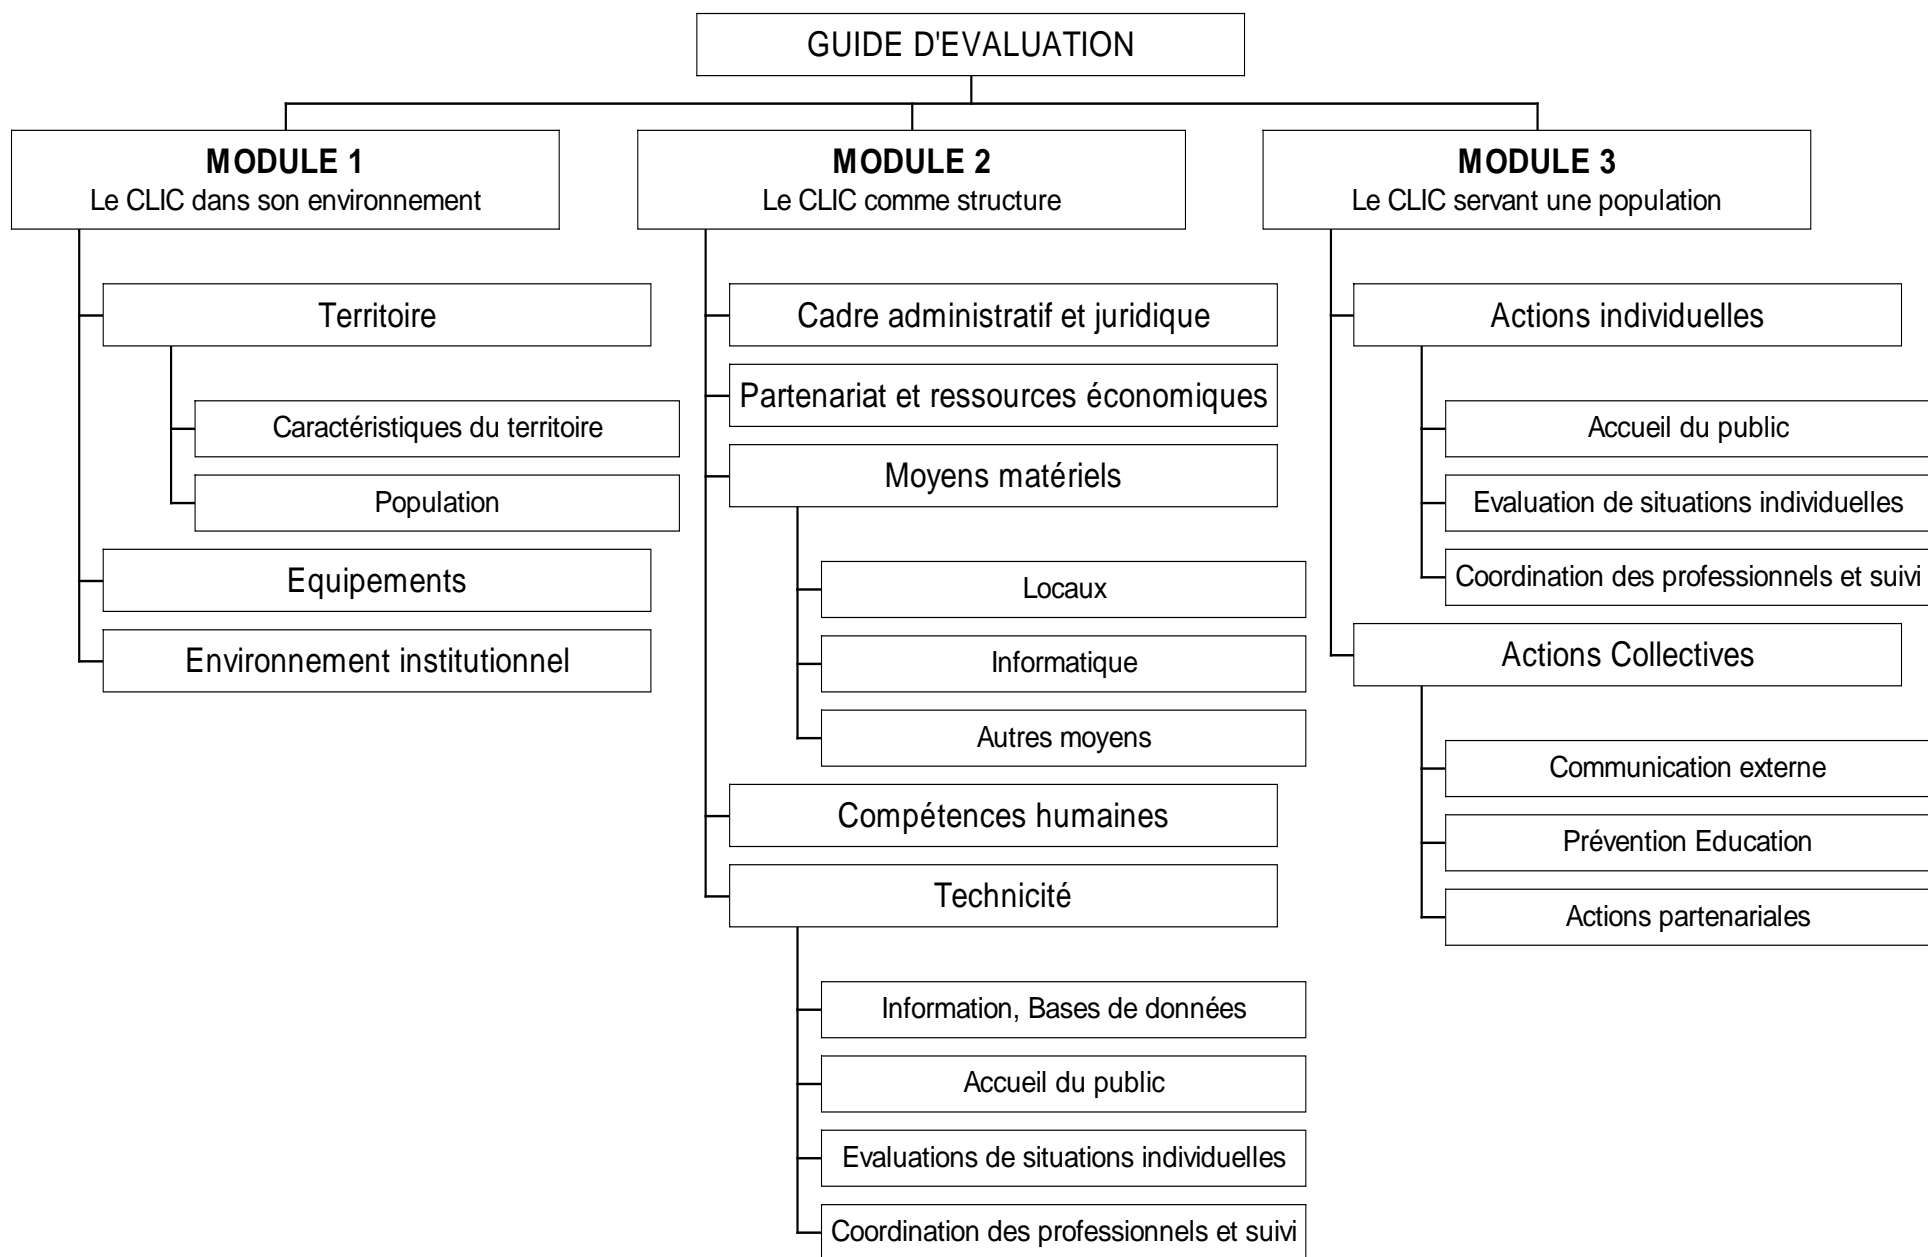 GUIDE D'EVALUATION
MODULE 1
Le CLIC dans son environnement
Territoire
Caractéristiques du territoire
Population
Equipements
Environnement institutionnel
MODULE 2
Le CLIC comme structure
Cadre administratif et juridique
Partenariat et ressources économiques
Moyens matériels
Locaux
Informatique
Autres moyens
Compétences humaines
Technicité
Information, Bases de données
Accueil du public
Evaluations de situations individuelles
Coordination des professionnels et suivi
MODULE 3
Le CLIC servant une population
Actions individuelles
Accueil du public
Evaluation de situations individuelles
Coordination des professionnels et suivi
Actions Collectives
Communication externe
Prévention Education
Actions partenariales